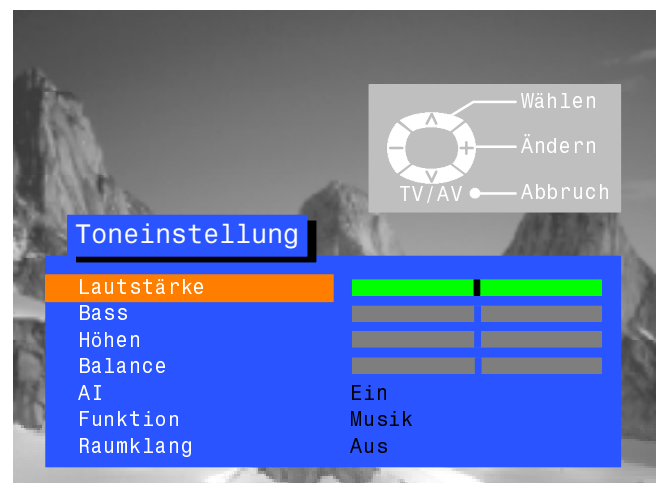 Wählen
Ändern
TV/AV Abbruch
Toneinstellung
Lautstärke
Bass
Höhen
Balance
AI Ein
Funktion Musik
Raumklang Aus